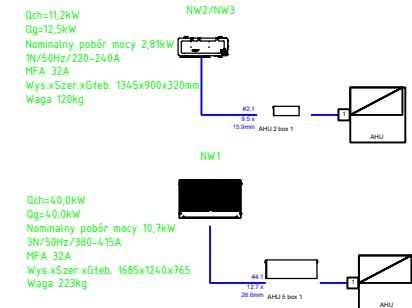 NW2/NW3
Qch=11,2kW
Qg=12,5kW
Nominalny pobór mocy 2,81kW
1N/50Hz/220-240A
MFA 32A
Wys.xSzer.xGłeb. 1345x900x320mm
Waga 120kg
#2.1
9.5 x
15.9mm
AHU 2 box 1
1
AHU
NW1
Qch=40,0kW
Qg=40,0kW
Nominalny pobór mocy 10,7kW
3N/50Hz/380-415A
MFA 32A
Wys.xSzer.xGłeb. 1685x1240x765
Waga 223kg
#4.1
12.7 x
28.6mm
AHU 5 box 1
1
AHU